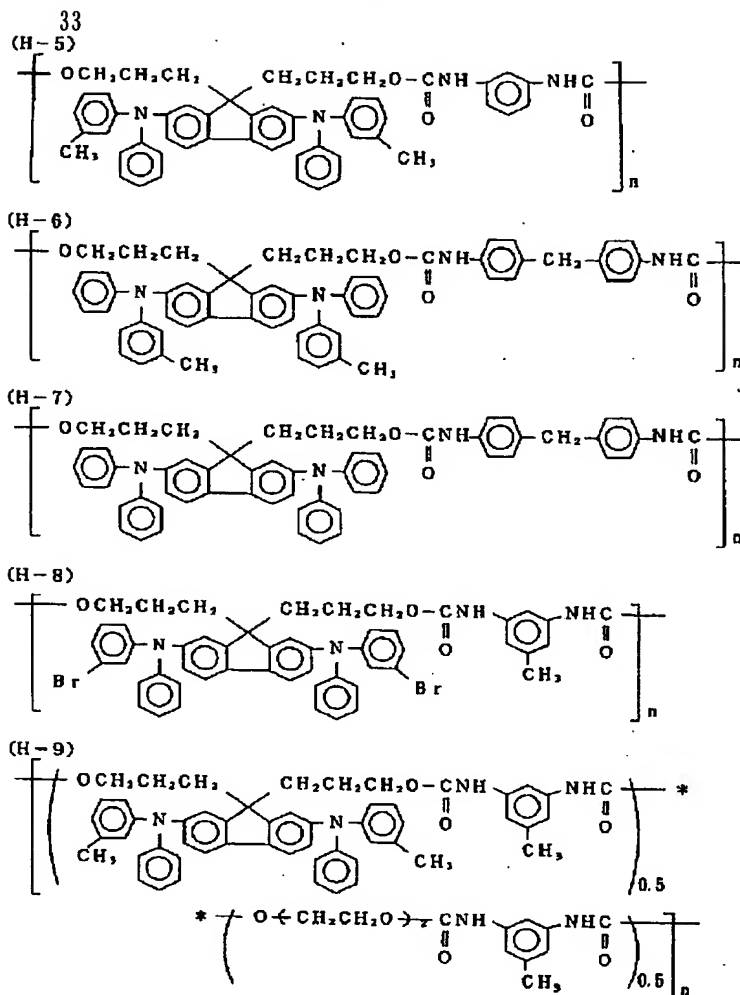 33
(H-5)
OCH₂CH₂CH₂ CH₂CH₂CH₂O-CNH NHC
O O
N N
CH₃ CH₃
n
(H-6)
OCH₂CH₂CH₂ CH₂CH₂CH₂O-CNH CH₂ NHC
O O
N N
CH₃ CH₃
n
(H-7)
OCH₂CH₂CH₂ CH₂CH₂CH₂O-CNH CH₂ NHC
O O
N N
n
(H-8)
OCH₂CH₂CH₂ CH₂CH₂CH₂O-CNH NHC
O O
N N
Br Br CH₃
n
(H-9)
OCH₂CH₂CH₂ CH₂CH₂CH₂O-CNH NHC *
O O
N N
CH₃ CH₃ CH₃
0.5
* O(CH₂CH₂O)₂ CNH NHC
O O
CH₃ 0.5 n